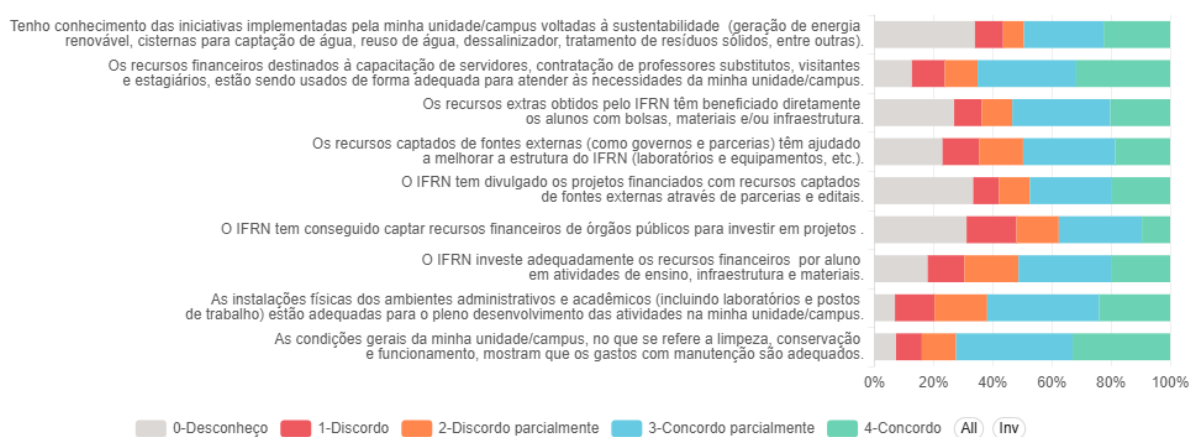 Tenho conhecimento das iniciativas implementadas pela minha unidade/campus voltadas à sustentabilidade (geração de energia
renovável, cisternas para captação de água, reuso de água, dessalinizador, tratamento de resíduos sólidos, entre outras).
Os recursos financeiros destinados à capacitação de servidores, contratação de professores substitutos, visitantes
e estagiários, estão sendo usados de forma adequada para atender às necessidades da minha unidade/campus.
Os recursos extras obtidos pelo IFRN têm beneficiado diretamente
os alunos com bolsas, materiais e/ou infraestrutura.
Os recursos captados de fontes externas (como governos e parcerias) têm ajudado
a melhorar a estrutura do IFRN (laboratórios e equipamentos, etc.).
O IFRN tem divulgado os projetos financiados com recursos captados
de fontes externas através de parcerias e editais.
O IFRN tem conseguido captar recursos financeiros de órgãos públicos para investir em projetos .
O IFRN investe adequadamente os recursos financeiros por aluno
em atividades de ensino, infraestrutura e materiais.
As instalações físicas dos ambientes administrativos e acadêmicos (incluindo laboratórios e postos
de trabalho) estão adequadas para o pleno desenvolvimento das atividades na minha unidade/campus.
As condições gerais da minha unidade/campus, no que se refere a limpeza, conservação
e funcionamento, mostram que os gastos com manutenção são adequados.
0% 20% 40% 60% 80% 100%
0-Desconheço 1-Discordo 2-Discordo parcialmente 3-Concordo parcialmente 4-Concordo All Inv